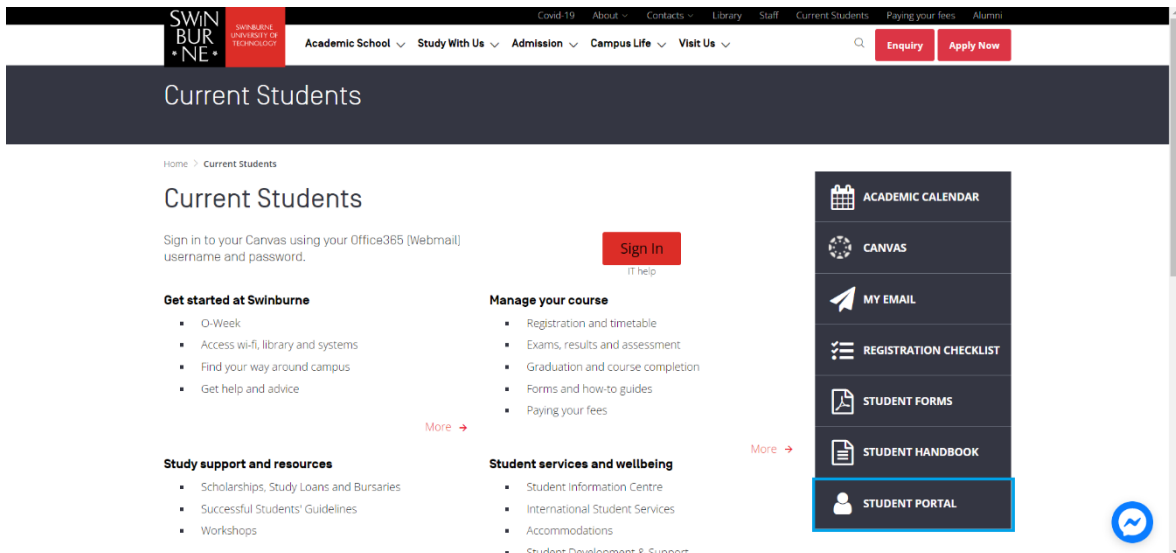 Covid-19 About Contacts Library Staff Current Students Paying your fees Alumni
SWIN
BUR
* NE *
SWINBURNE
UNIVERSITY OF
TECHNOLOGY
Academic School Study With Us Admission Campus Life Visit Us
Enquiry
Apply Now
Current Students
Home > Current Students
Current Students
Sign in to your Canvas using your Office365 [Webmail]
username and password.
Sign In
IT help
Get started at Swinburne
▪ O-Week
▪ Access wi-fi, library and systems
▪ Find your way around campus
▪ Get help and advice
More →
Manage your course
▪ Registration and timetable
▪ Exams, results and assessment
▪ Graduation and course completion
▪ Forms and how-to guides
▪ Paying your fees
More →
Study support and resources
▪ Scholarships, Study Loans and Bursaries
▪ Successful Students' Guidelines
▪ Workshops
Student services and wellbeing
▪ Student Information Centre
▪ International Student Services
▪ Accommodations
▪ Student Development & Support
ACADEMIC CALENDAR
CANVAS
MY EMAIL
REGISTRATION CHECKLIST
STUDENT FORMS
STUDENT HANDBOOK
STUDENT PORTAL